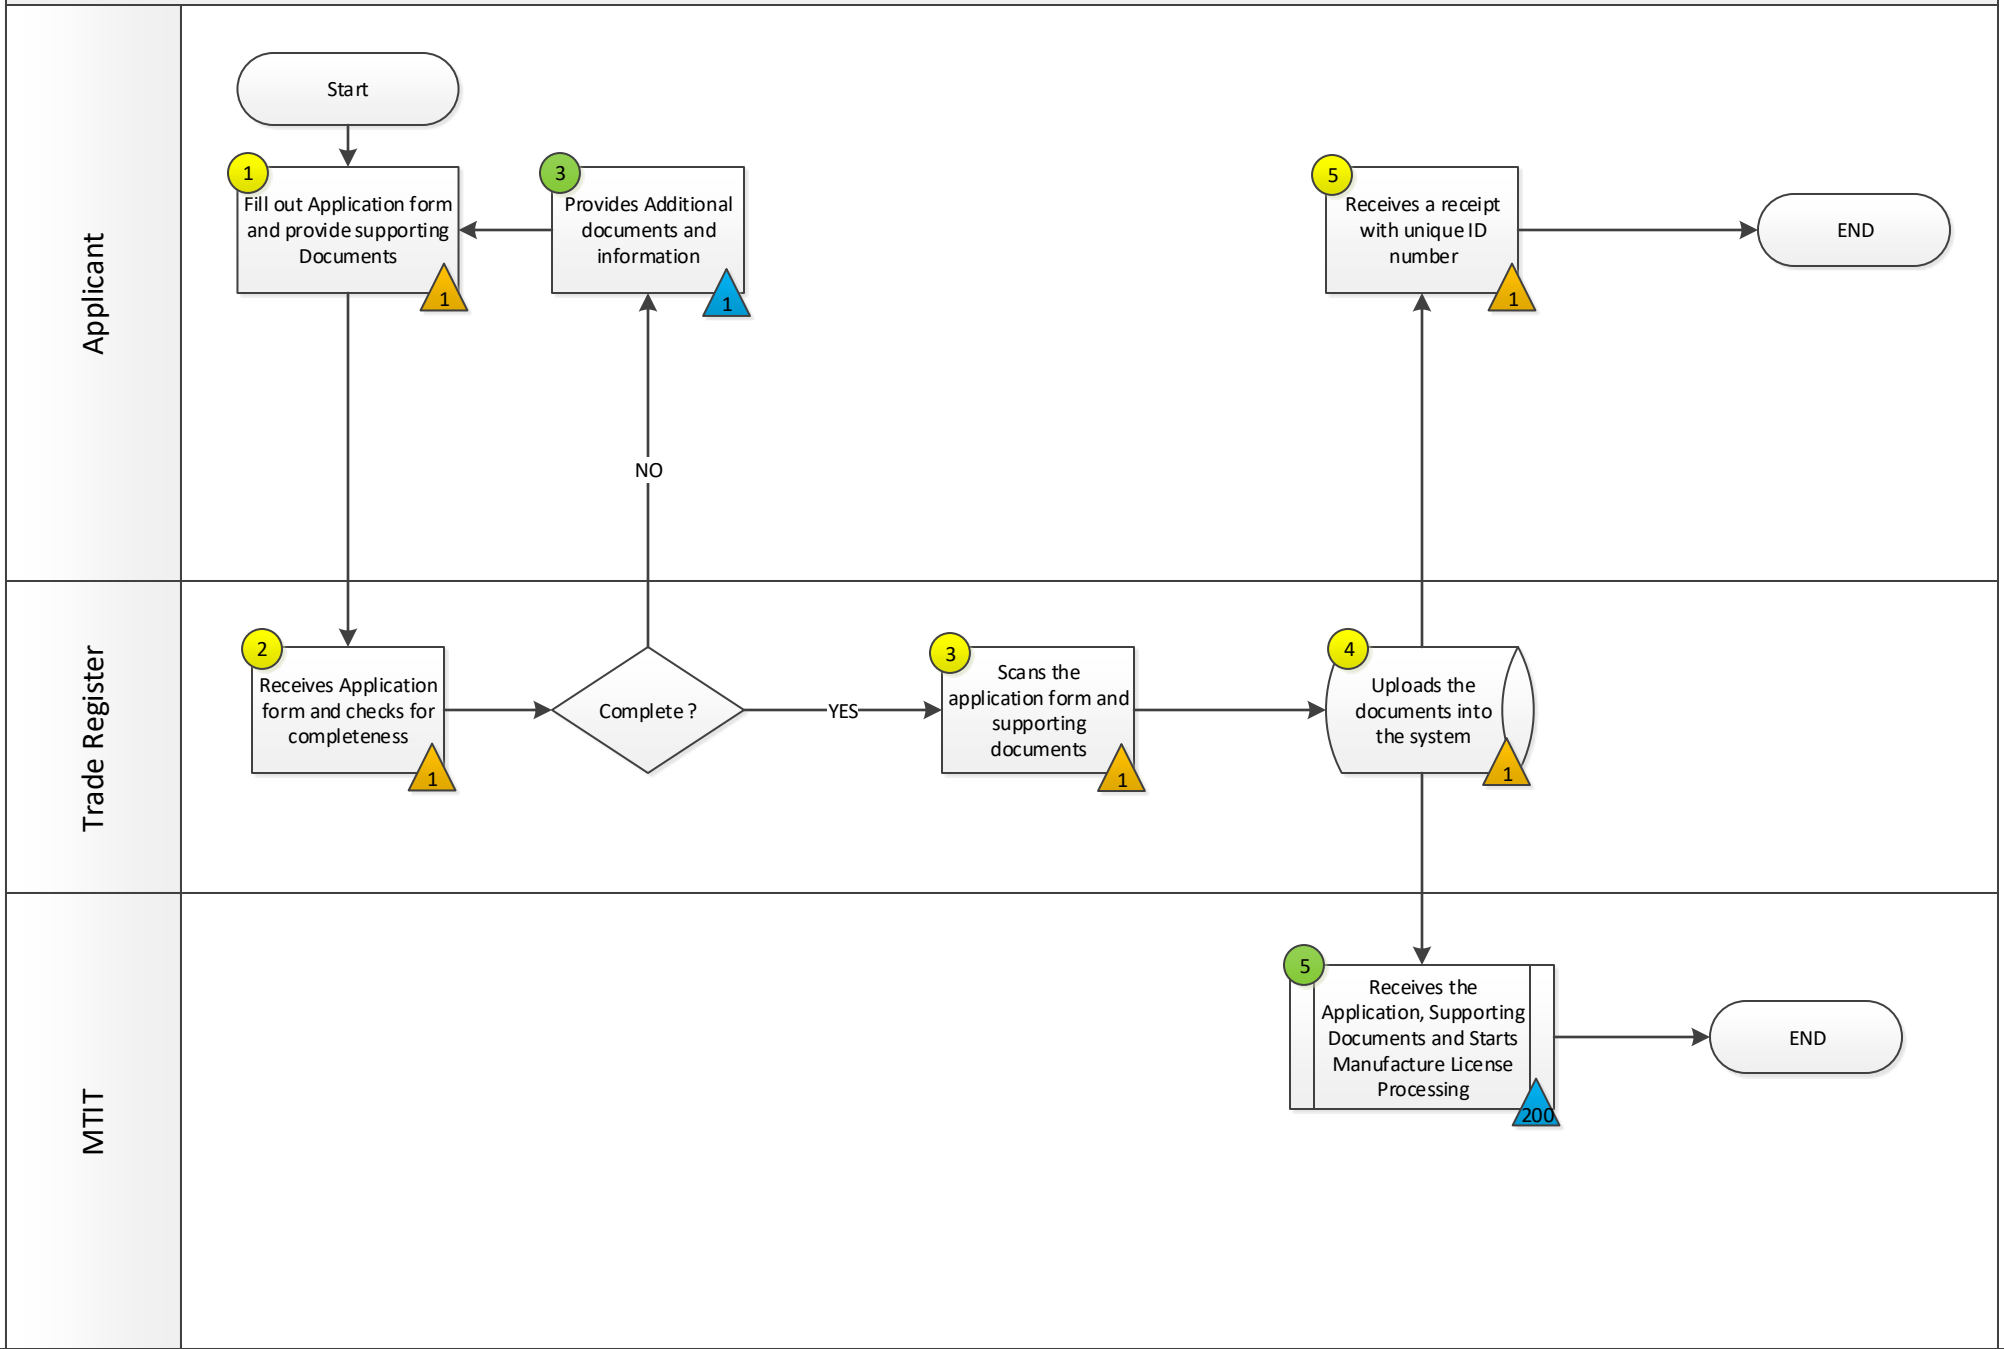 Applicant
Start
1
Fill out Application form
and provide supporting
Documents
1
3
Provides Additional
documents and
information
1
5
Receives a receipt
with unique ID
number
1
END
NO
Trade Register
2
Receives Application
form and checks for
completeness
1
Complete ?
YES
3
Scans the
application form and
supporting
documents
1
4
Uploads the
documents into
the system
1
MTIT
5
Receives the
Application, Supporting
Documents and Starts
Manufacture License
Processing
200
END